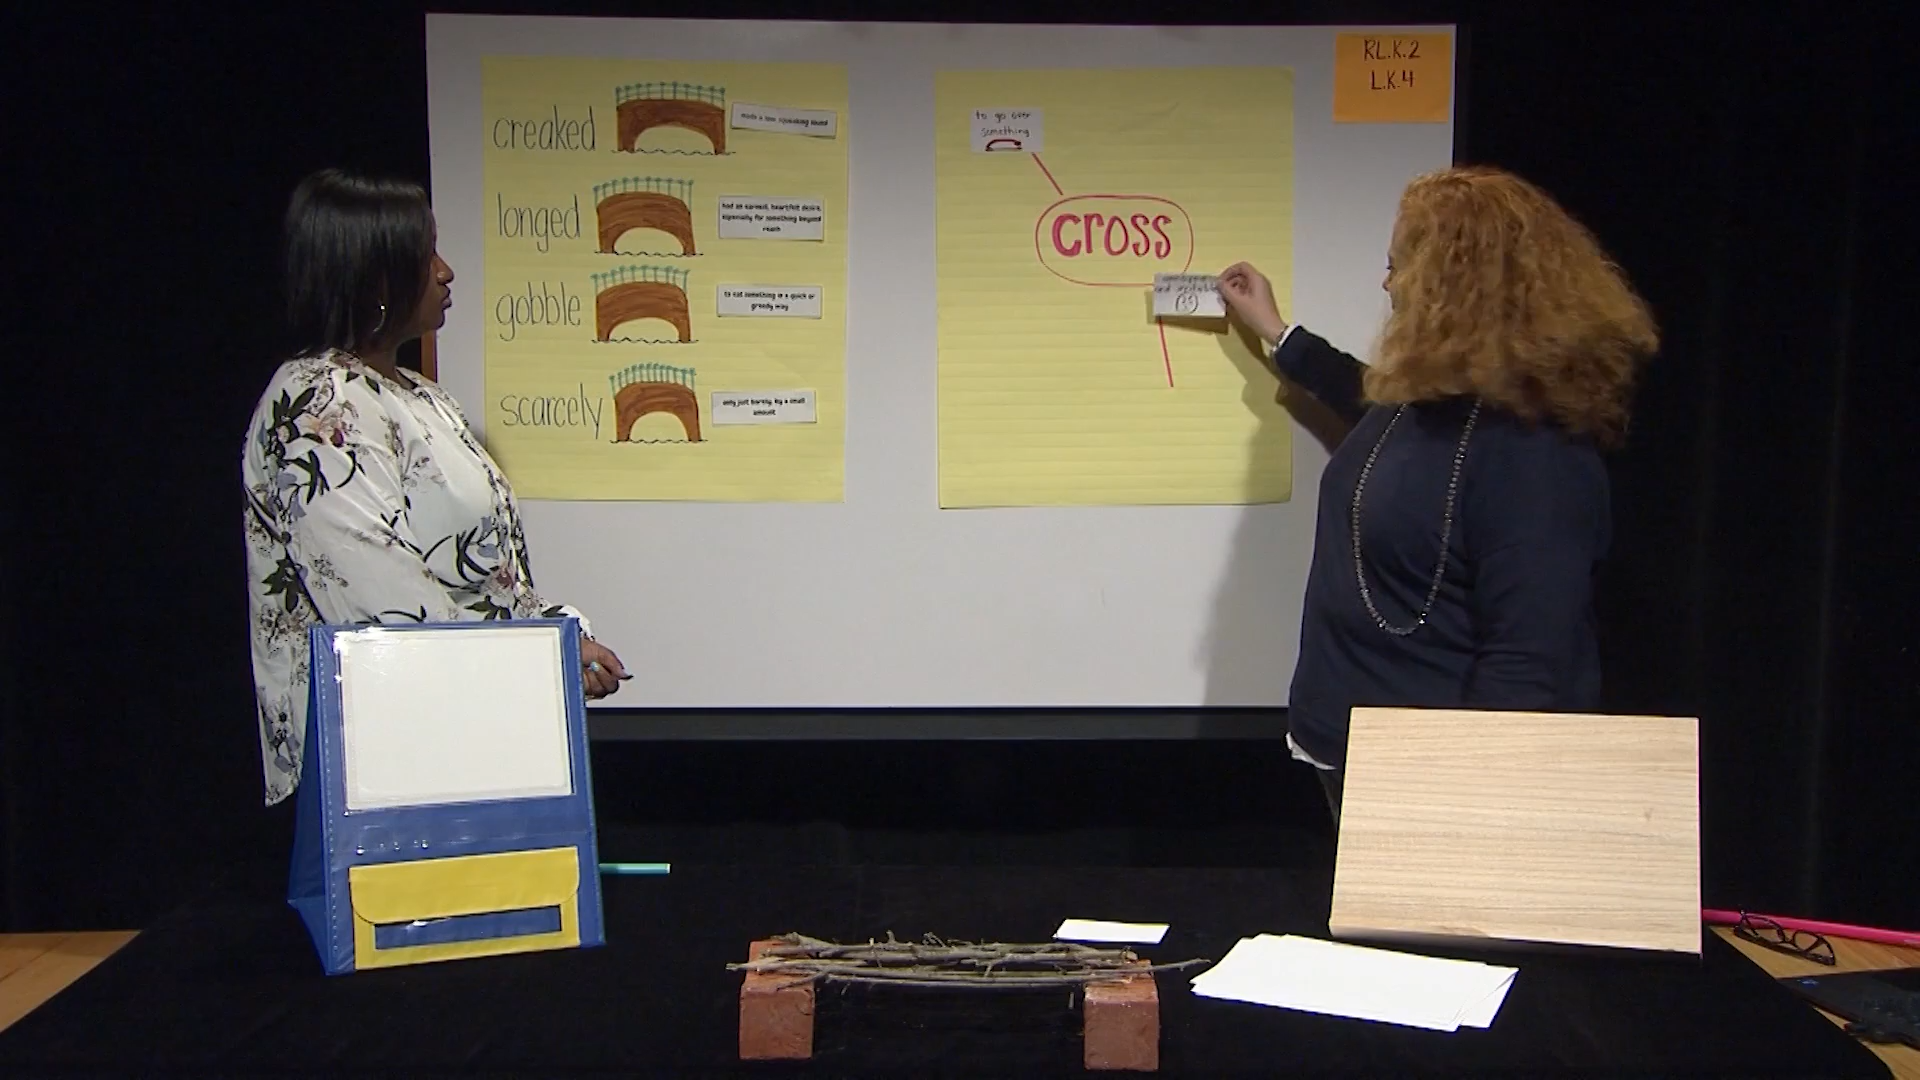 RL.K.2
L.K.4
creaked
made a low squeaking sound
longed
had an earnest, heartfelt desire,
especially for something beyond
reach
gobble
to eat something in a quick or
greedy way
scarcely
only just barely, by a small
amount
to go over
something
cross